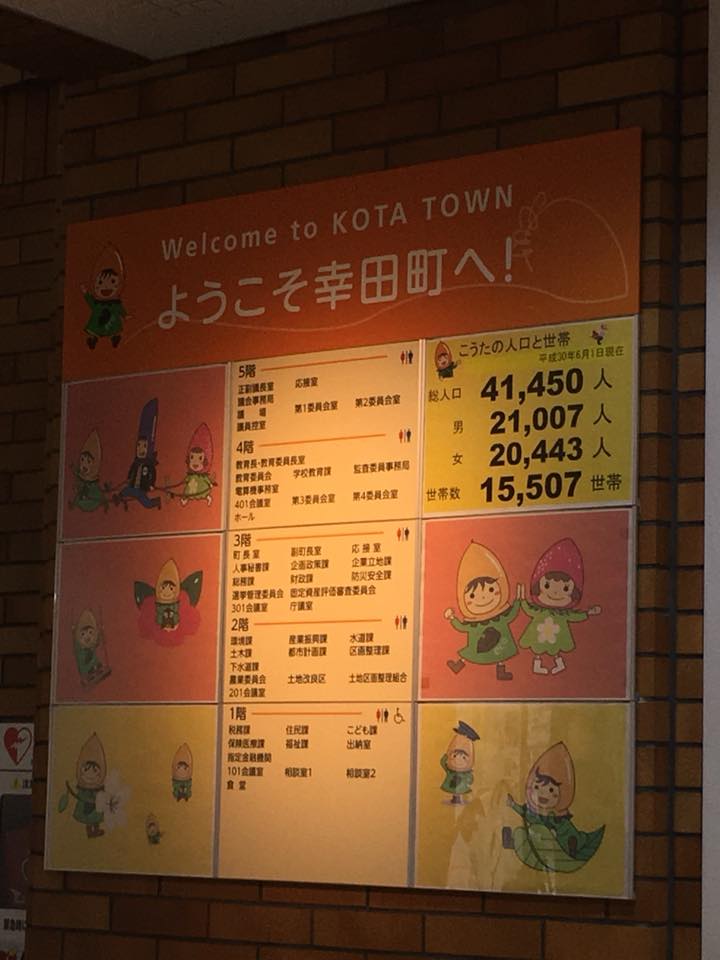 Welcome to KOTA TOWN
ようこそ幸田町へ!
5階
正副議長室 応接室
議会事務局
議場 第1委員会室 第2委員会室
議員控室
4階
教育長・教育委員長室
教育委員会 学校教育課 監査委員事務局
電算機事務室
401会議室 第3委員会室 第4委員会室
ホール
3階
町長室 副町長室 応接室
人事秘書課 企画政策課 企業立地課
総務課 財政課 防災安全課
選挙管理委員会 固定資産評価審査委員会
301会議室 庁議室
2階
環境課 産業振興課 水道課
土木課 都市計画課 区画整理課
下水道課
農業委員会 土地改良区 土地区画整理組合
201会議室
1階
税務課 住民課 こども課
保険医療課 福祉課 出納室
指定金融機関
101会議室 相談室1 相談室2
食堂
こうたの人口と世帯
平成30年6月1日現在
総人口 41,450 人
男 21,007 人
女 20,443 人
世帯数 15,507 世帯